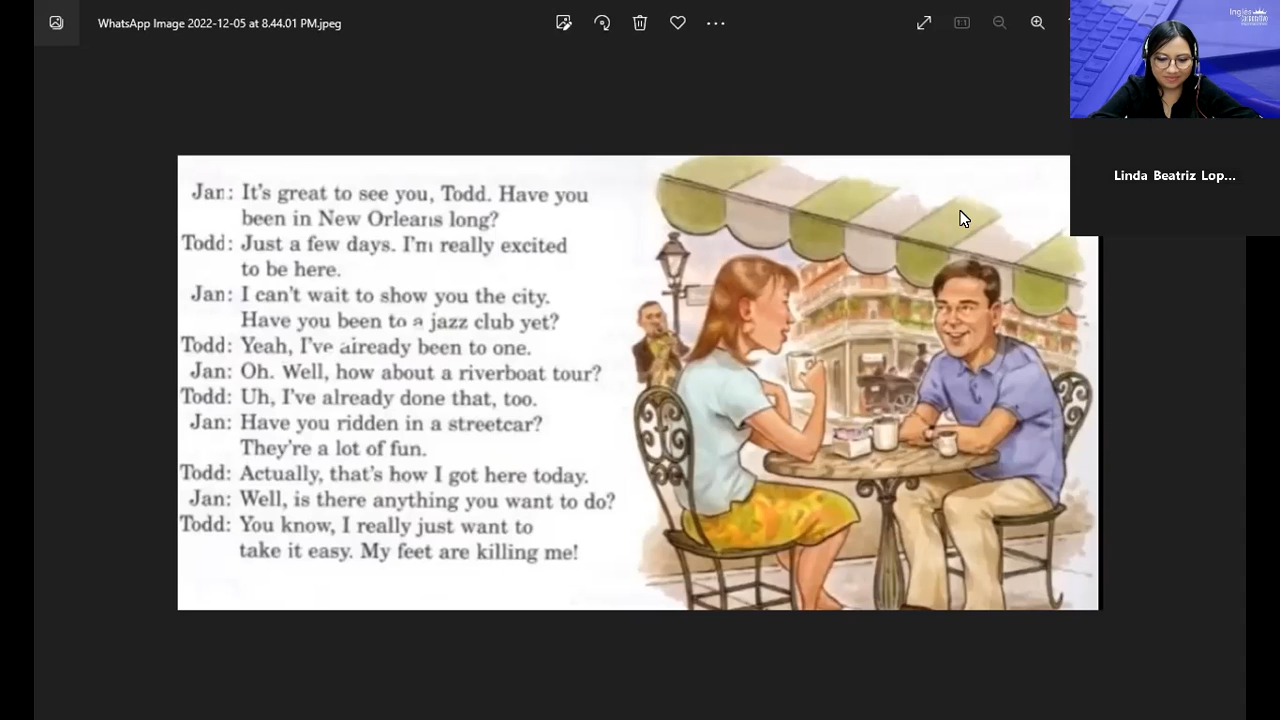 WhatsApp Image 2022-12-05 at 8.44.01 PM.jpeg
Linda Beatriz Lop...
Jan: It's great to see you, Todd. Have you
been in New Orleans long?
Todd: Just a few days. I'm really excited
to be here.
Jan: I can't wait to show you the city.
Have you been to a jazz club yet?
Todd: Yeah, I've already been to one.
Jan: Oh. Well, how about a riverboat tour?
Todd: Uh, I've already done that, too.
Jan: Have you ridden in a streetcar?
They're a lot of fun.
Todd: Actually, that's how I got here today.
Jan: Well, is there anything you want to do?
Todd: You know, I really just want to
take it easy. My feet are killing me!